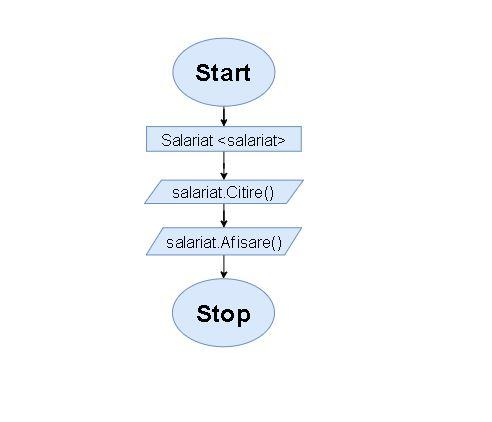 Start
Salariat <salariat>
salariat.Citire()
salariat.Afisare()
Stop